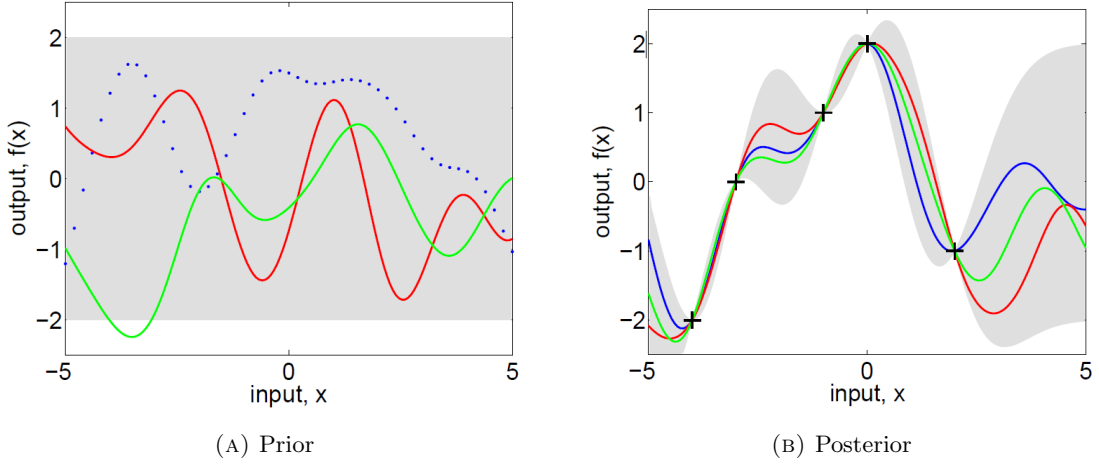 2
1
0
−1
−2
output, f(x)
−5
0
5
input, x
(A) Prior
2
1
0
−1
−2
output, f(x)
−5
0
5
input, x
(B) Posterior